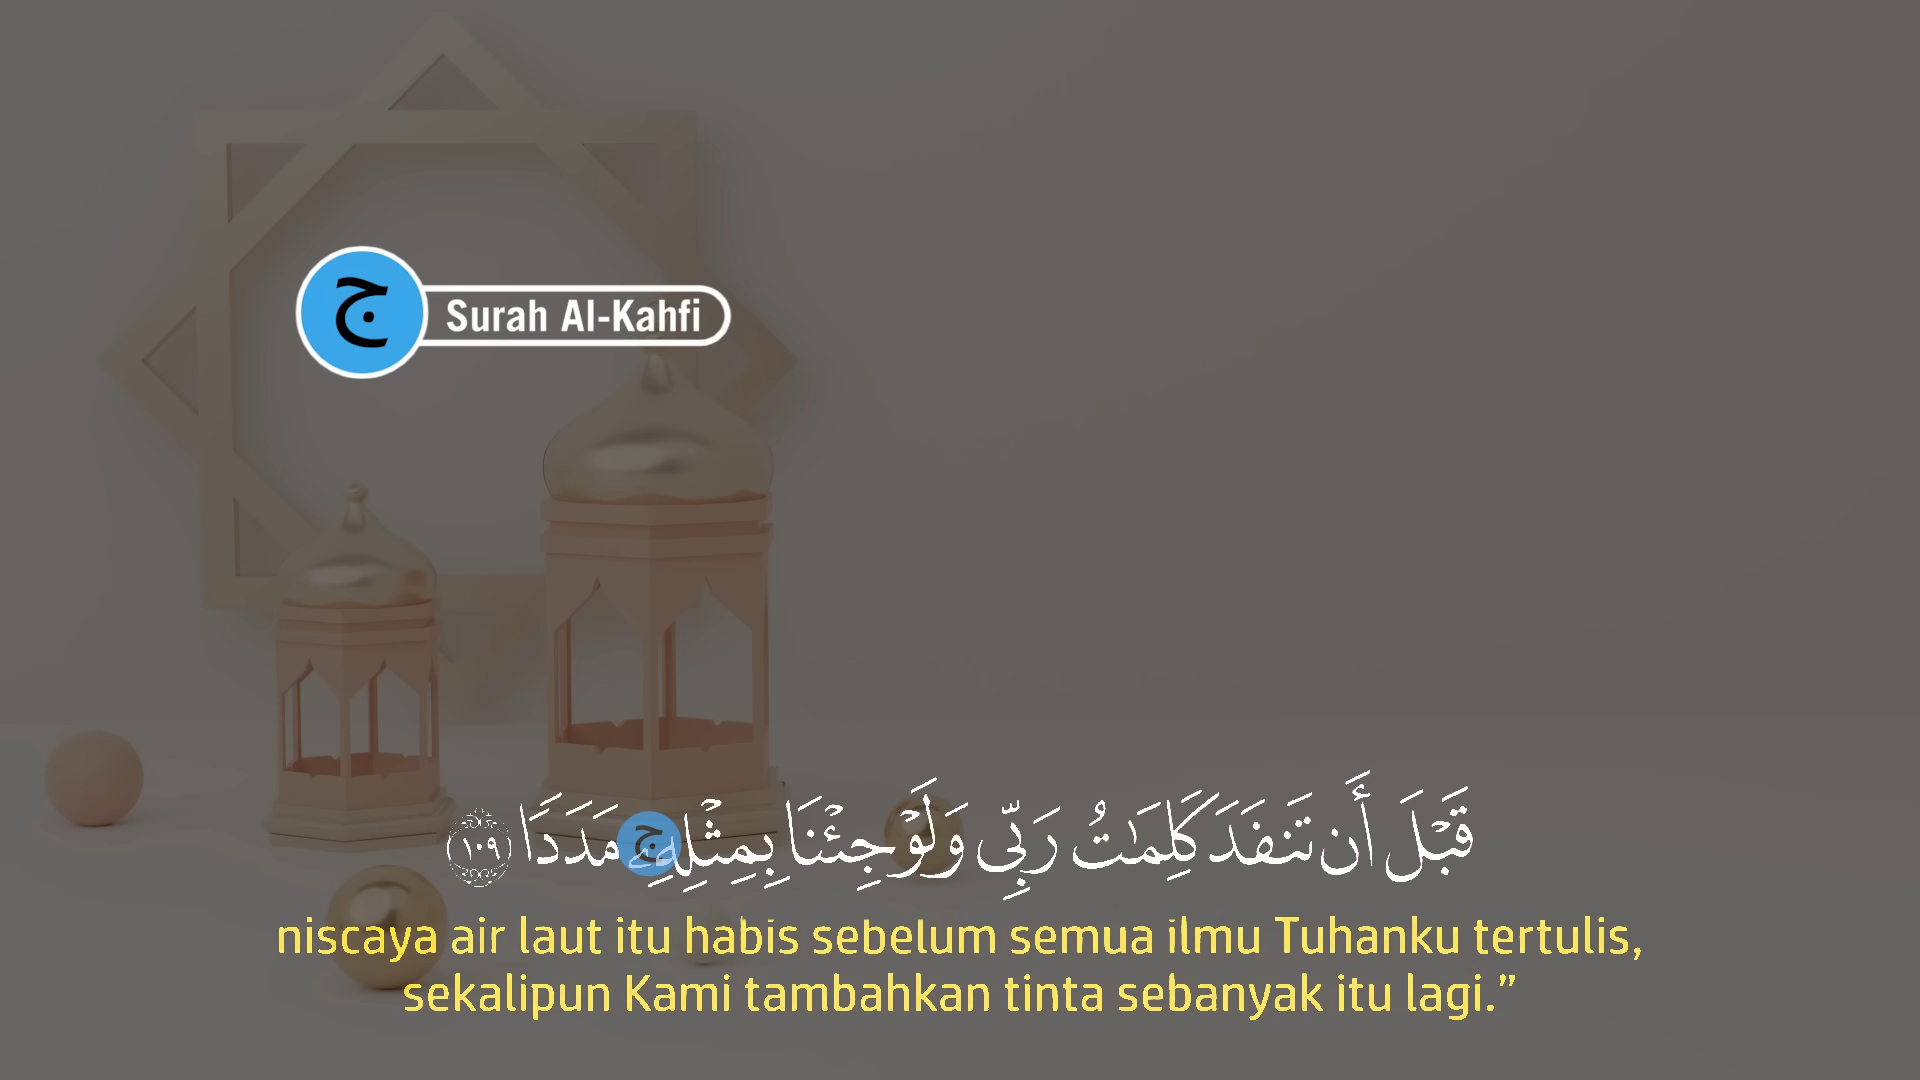 ج
Surah Al-Kahfi
قَبْلَ أَن تَنفَدَ كَلِمَـٰتُ رَبِّى وَلَوْ جِئْنَا بِمِثْلِهِۦ مَدَدًا ١٠٩
ج
niscaya air laut itu habis sebelum semua ilmu Tuhanku tertulis,
sekalipun Kami tambahkan tinta sebanyak itu lagi.”